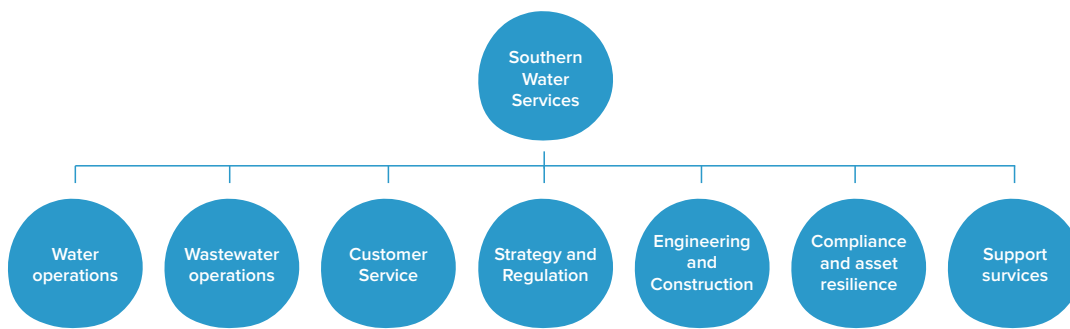 Southern
Water
Services
Water
operations
Wastewater
operations
Customer
Service
Strategy and
Regulation
Engineering
and
Construction
Compliance
and asset
resilience
Support
survices